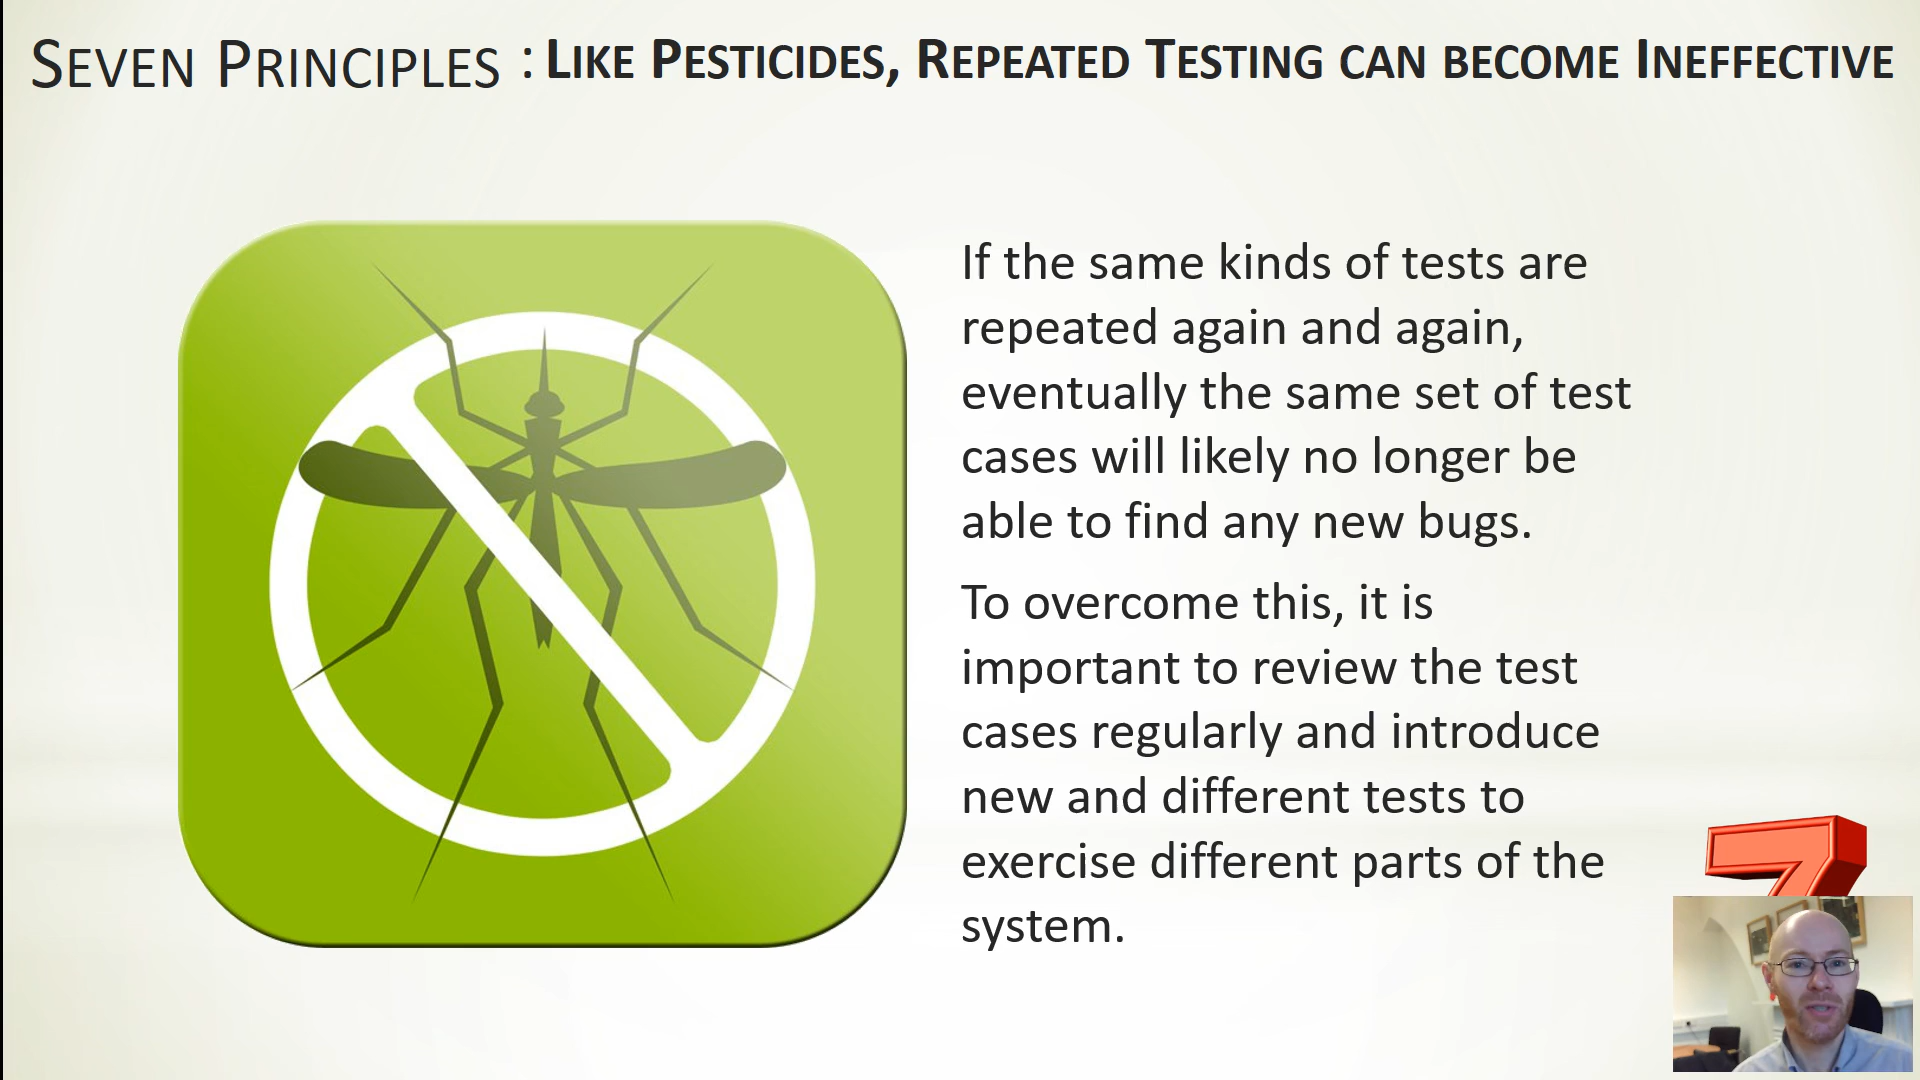 Seven Principles : Like Pesticides, Repeated Testing can become Ineffective
If the same kinds of tests are
repeated again and again,
eventually the same set of test
cases will likely no longer be
able to find any new bugs.
To overcome this, it is
important to review the test
cases regularly and introduce
new and different tests to
exercise different parts of the
system.
7